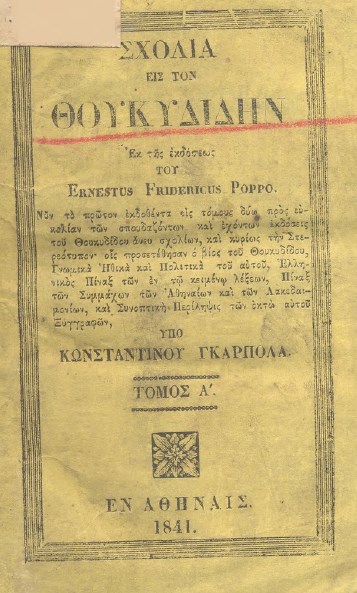 ΣΧΟΛΙΑ
ΕΙΣ ΤΟΝ
ΘΟΥΚΥΔΙΔΗΝ
Ἐκ τῆς ἐκδόσεως
ΤΟΥ
ERNESTUS FRIDERICUS POPPO.
Νῦν τὸ πρῶτον ἐκδοθέντα εἰς τόμους δύω πρὸς εὐ-
κολίαν τῶν σπουδαζόντων καὶ ἐχόντων ἐκδόσεις
τοῦ Θουκυδίδου ἄνευ σχολίων, καὶ κυρίως τὴν Στε-
ρεότυπον· οἷς προσετέθησαν ὁ βίος τοῦ Θουκυδίδου,
Γνωμικὰ Ἠθικὰ καὶ Πολιτικὰ τοῦ αὐτοῦ, Ἑλλη-
νικὸς Πίναξ τῶν ἐν τῷ κειμένῳ λέξεων, Πίναξ
τῶν Συμμάχων τῶν Ἀθηναίων καὶ τῶν Λακεδαι-
μονίων, καὶ Συνοπτικὴ Περίληψις τῶν ὀκτὼ αὐτοῦ
Ξυγγραφῶν,
ΥΠΟ
ΚΩΝΣΤΑΝΤΙΝΟΥ ΓΚΑΡΠΟΛΑ.
ΤΟΜΟΣ Α΄.
ΕΝ ΑΘΗΝΑΙΣ.
1841.